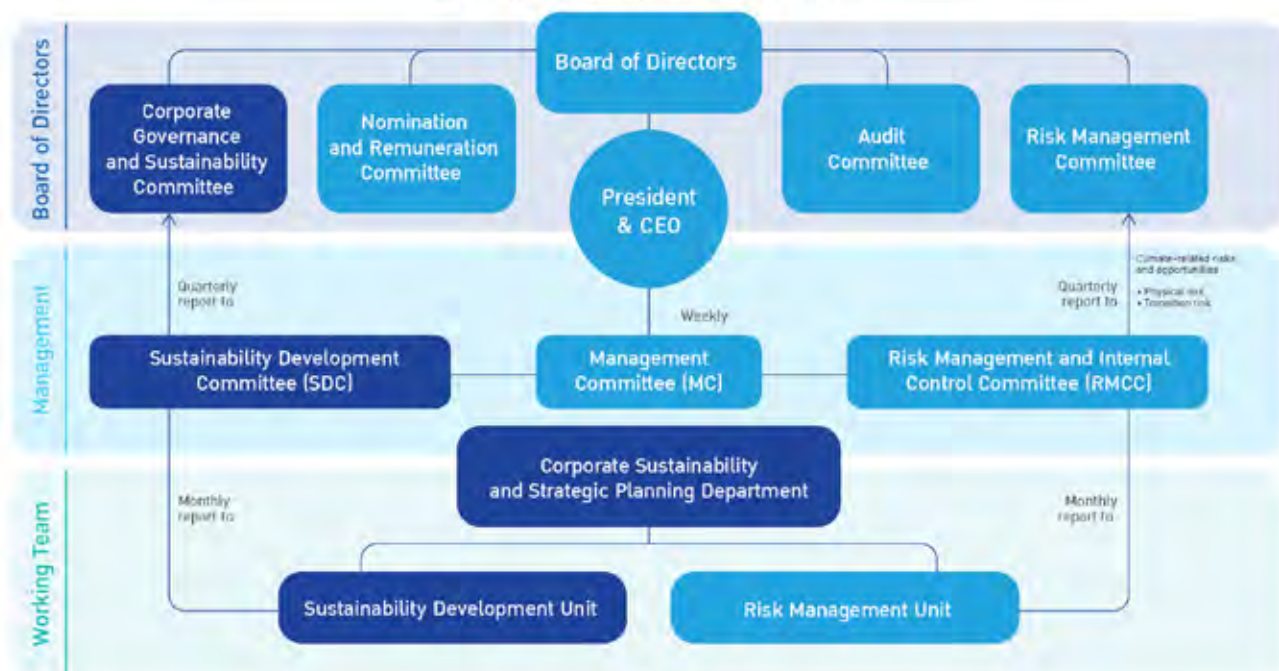 Board of Directors
Board of Directors
Corporate
Governance
and Sustainability
Committee
Nomination
and Remuneration
Committee
Audit
Committee
Risk Management
Committee
President
& CEO
Management
Quarterly
report to
Weekly
Quarterly
report to
Climate-related risks
and opportunities
• Physical risk
• Transition risk
Sustainability Development
Committee (SDC)
Management
Committee (MC)
Risk Management and Internal
Control Committee (RMCC)
Working Team
Corporate Sustainability
and Strategic Planning Department
Monthly
report to
Monthly
report to
Sustainability Development Unit
Risk Management Unit